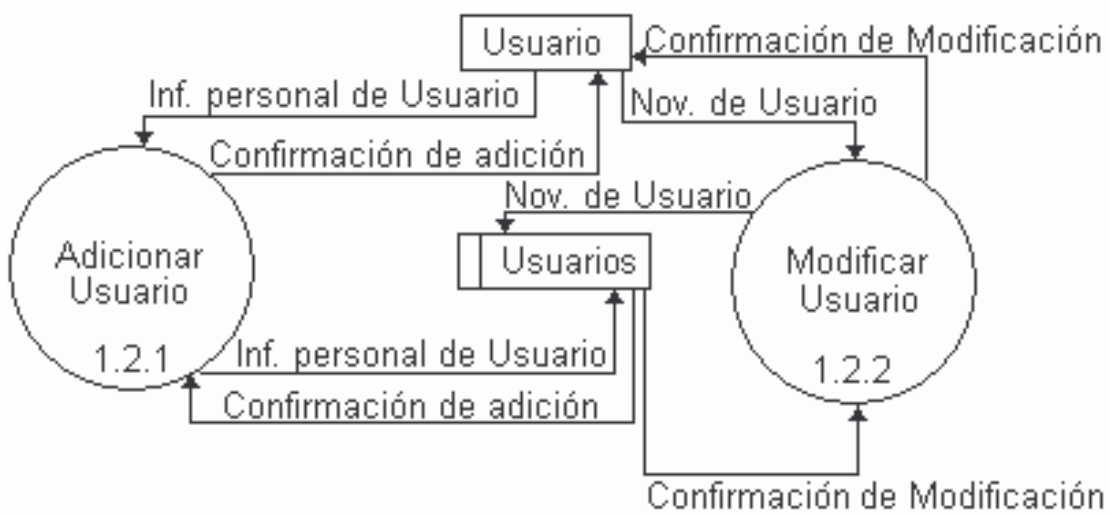 Usuario
Confirmación de Modificación
Inf. personal de Usuario
Nov. de Usuario
Confirmación de adición
Nov. de Usuario
Adicionar
Usuario
1.2.1
Usuarios
Modificar
Usuario
1.2.2
Inf. personal de Usuario
Confirmación de adición
Confirmación de Modificación